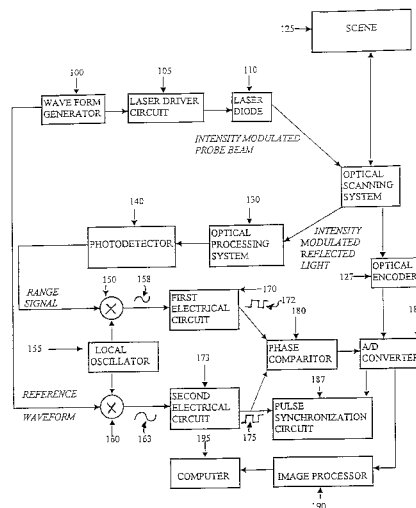 125
SCENE
100
105
110
WAVE FORM
GENERATOR
LASER DRIVER
CIRCUIT
LASER
DIODE
INTENSITY MODULATED
PROBE BEAM
OPTICAL
SCANNING
SYSTEM
140
130
PHOTODETECTOR
OPTICAL
PROCESSING
SYSTEM
INTENSITY
MODULATED
REFLECTED
LIGHT
OPTICAL
ENCODER
127
RANGE
SIGNAL
150
158
170
FIRST
ELECTRICAL
CIRCUIT
172
180
155
LOCAL
OSCILLATOR
173
PHASE
COMPARITOR
A/D
CONVERTER
187
REFERENCE
WAVEFORM
SECOND
ELECTRICAL
CIRCUIT
PULSE
SYNCHRONIZATION
CIRCUIT
160
163
195
175
COMPUTER
IMAGE PROCESSOR
190